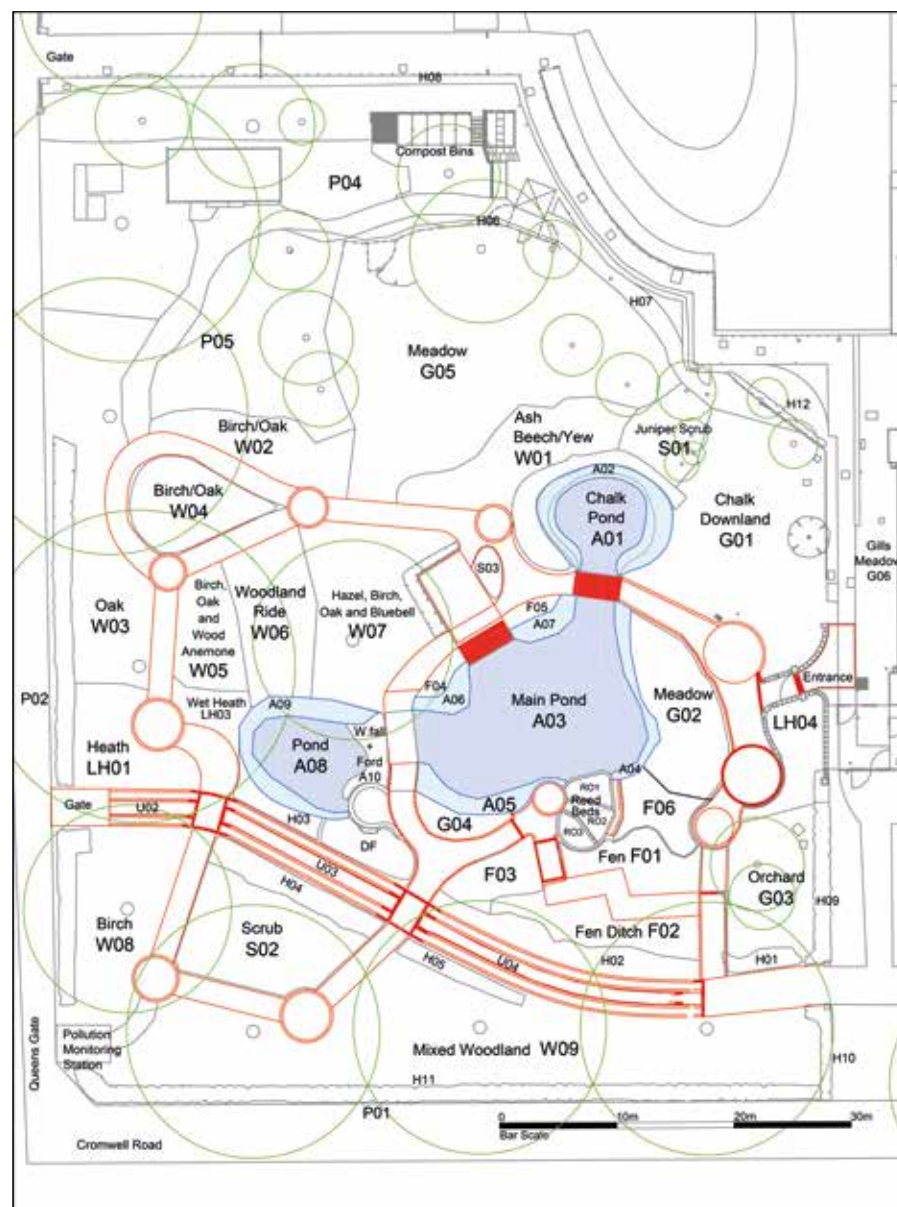 Gate
H08
Compost Bins
P04
H06
H07
P05
Meadow
G05
H12
Birch/Oak
W02
Ash
Beech/Yew
W01
Juniper Scrub
S01
A02
Birch/Oak
W04
Chalk
Pond
A01
Chalk
Downland
G01
Gills
Meadow
G06
S03
Oak
W03
Birch,
Oak
and
Wood
Anemone
W05
Woodland
Ride
W06
Hazel, Birch,
Oak and Bluebell
W07
F05
A07
P02
Wet Heath
LH03
A09
F04
A06
Main Pond
A03
Meadow
G02
Entrance
LH04
Heath
LH01
Pond
A08
W.fall
+
Ford
A10
A04
Gate
U02
H03
A05
G04
RO1
Reed
Beds
RO2
RO3
F06
DF
Fen F01
U03
H04
F03
Orchard
G03
H09
Birch
W08
Scrub
S02
Fen Ditch F02
H05
U04
H02
H01
Queens Gate
Pollution
Monitoring
Station
Mixed Woodland W09
H10
H11
P01
0
10m
20m
30m
Bar Scale
Cromwell Road